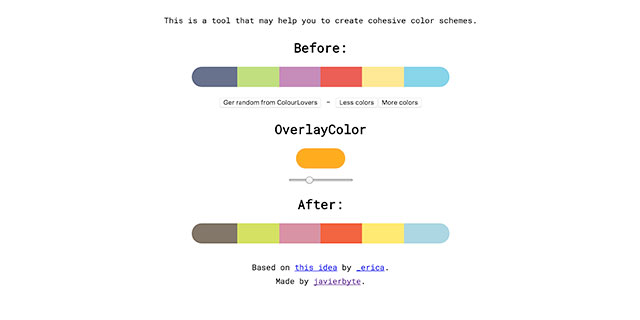 This is a tool that may help you to create cohesive color schemes.
Before:
Ger random from ColourLovers - Less colors More colors
OverlayColor
After:
Based on this idea by _erica.
Made by javierbyte.